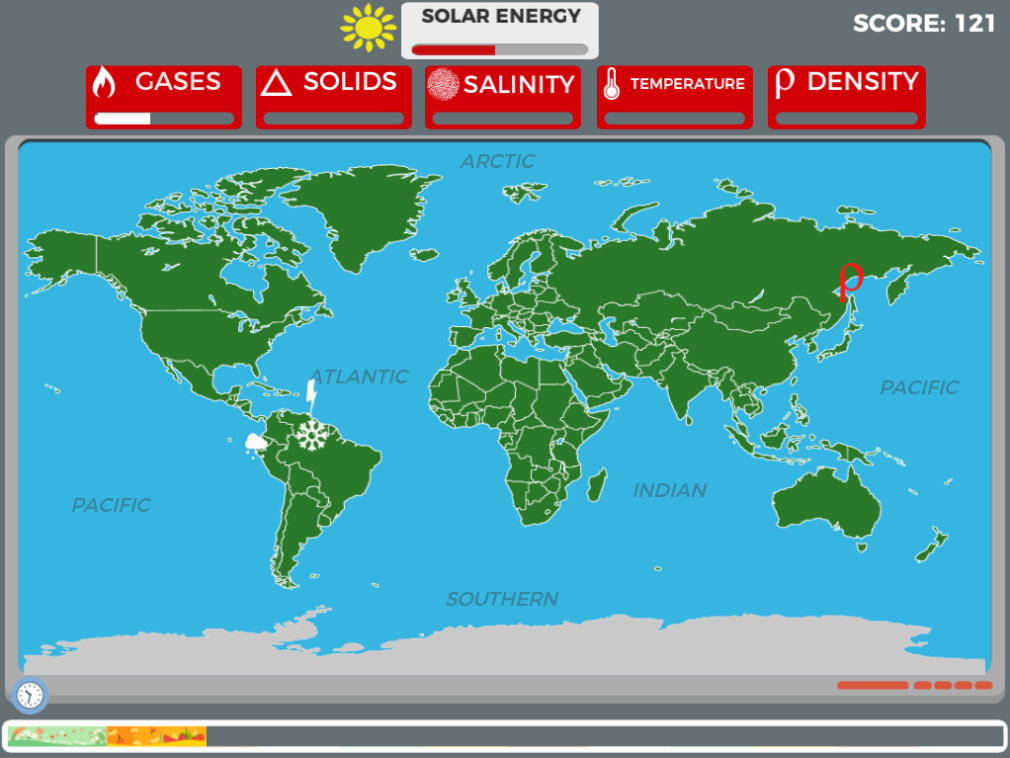 SOLAR ENERGY
SCORE: 121
GASES
SOLIDS
SALINITY
TEMPERATURE
ρ DENSITY
ARCTIC
ρ
ATLANTIC
PACIFIC
PACIFIC
INDIAN
SOUTHERN